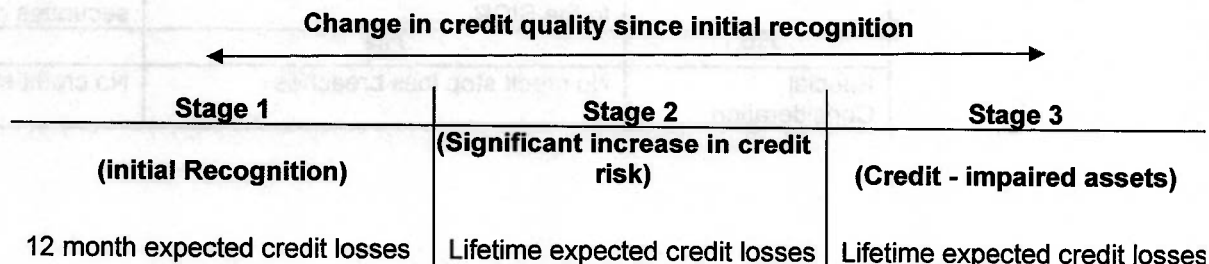 Change in credit quality since initial recognition
Stage 1
Stage 2
Stage 3
(initial Recognition)
(Significant increase in credit
risk)
(Credit - impaired assets)
12 month expected credit losses
Lifetime expected credit losses
Lifetime expected credit losses